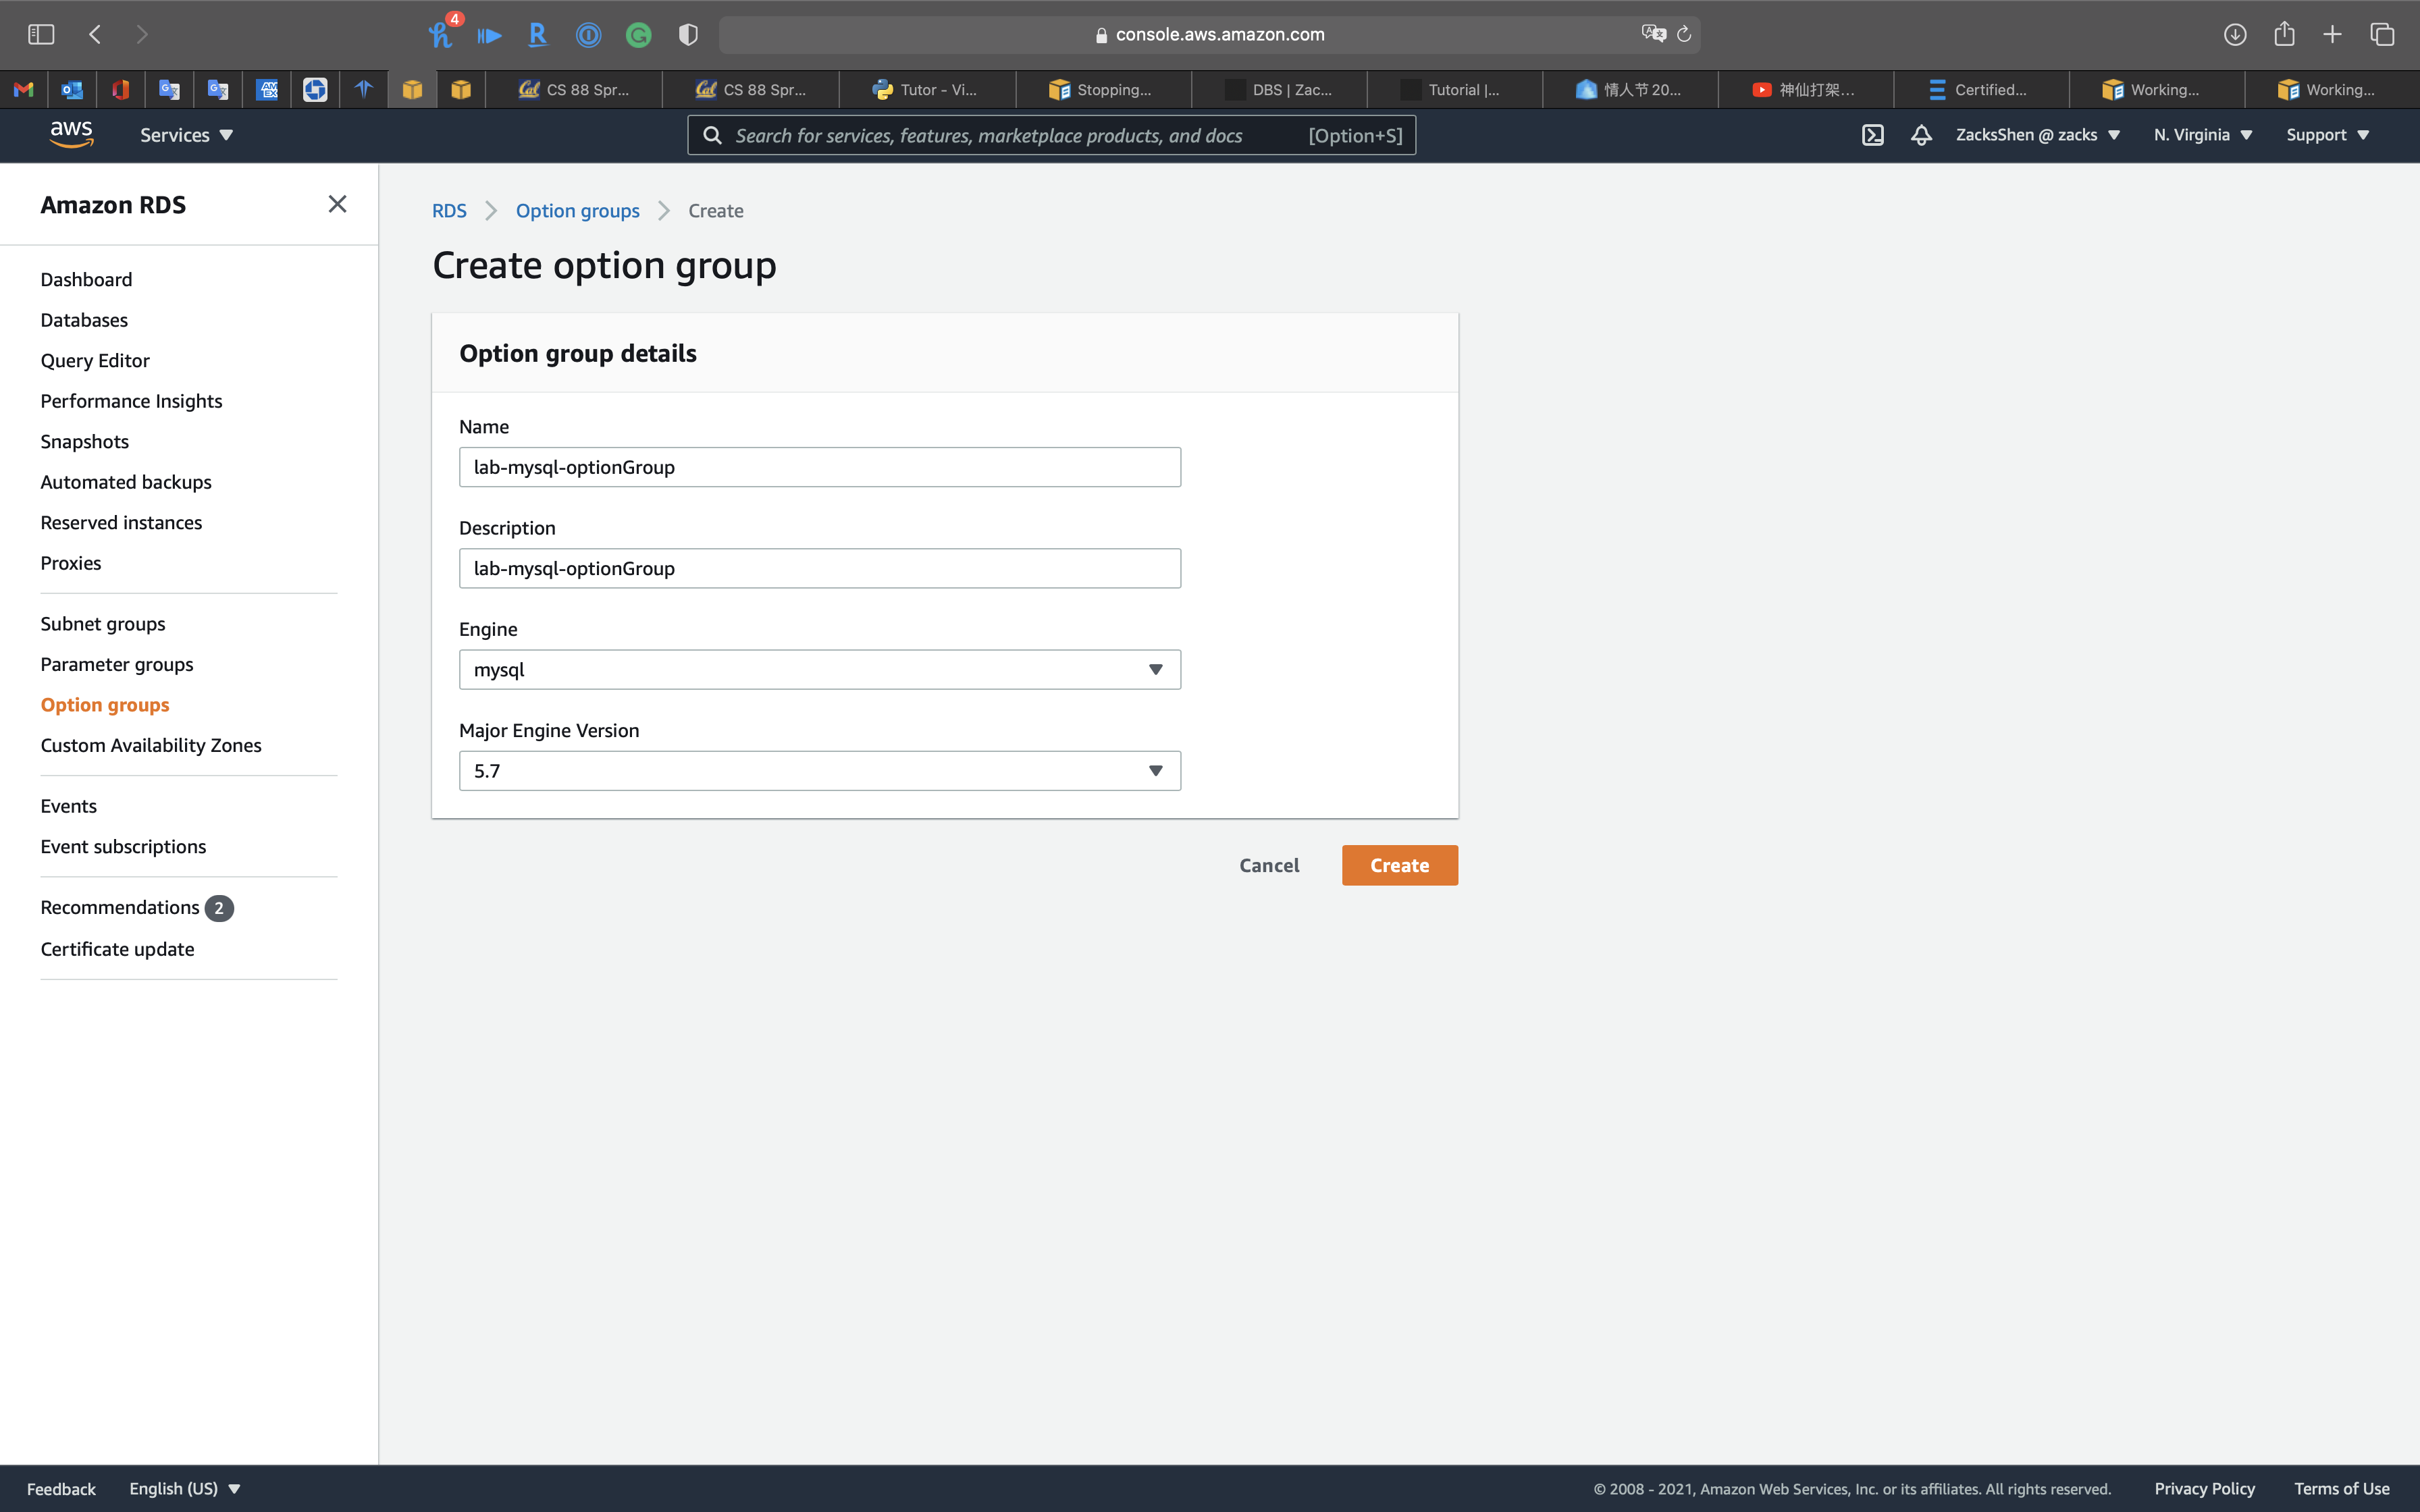 4
console.aws.amazon.com
CS 88 Spr...
CS 88 Spr...
Tutor - Vi...
Stopping...
DBS | Zac...
Tutorial |...
情人节 20...
神仙打架...
Certified...
Working...
Working...
aws
Services
Search for services, features, marketplace products, and docs [Option+S]
ZacksShen @ zacks
N. Virginia
Support
Amazon RDS
Dashboard
Databases
Query Editor
Performance Insights
Snapshots
Automated backups
Reserved instances
Proxies
Subnet groups
Parameter groups
Option groups
Custom Availability Zones
Events
Event subscriptions
Recommendations 2
Certificate update
RDS > Option groups > Create
Create option group
Option group details
Name
lab-mysql-optionGroup
Description
lab-mysql-optionGroup
Engine
mysql
Major Engine Version
5.7
Cancel
Create
Feedback
English (US)
© 2008 - 2021, Amazon Web Services, Inc. or its affiliates. All rights reserved.
Privacy Policy
Terms of Use